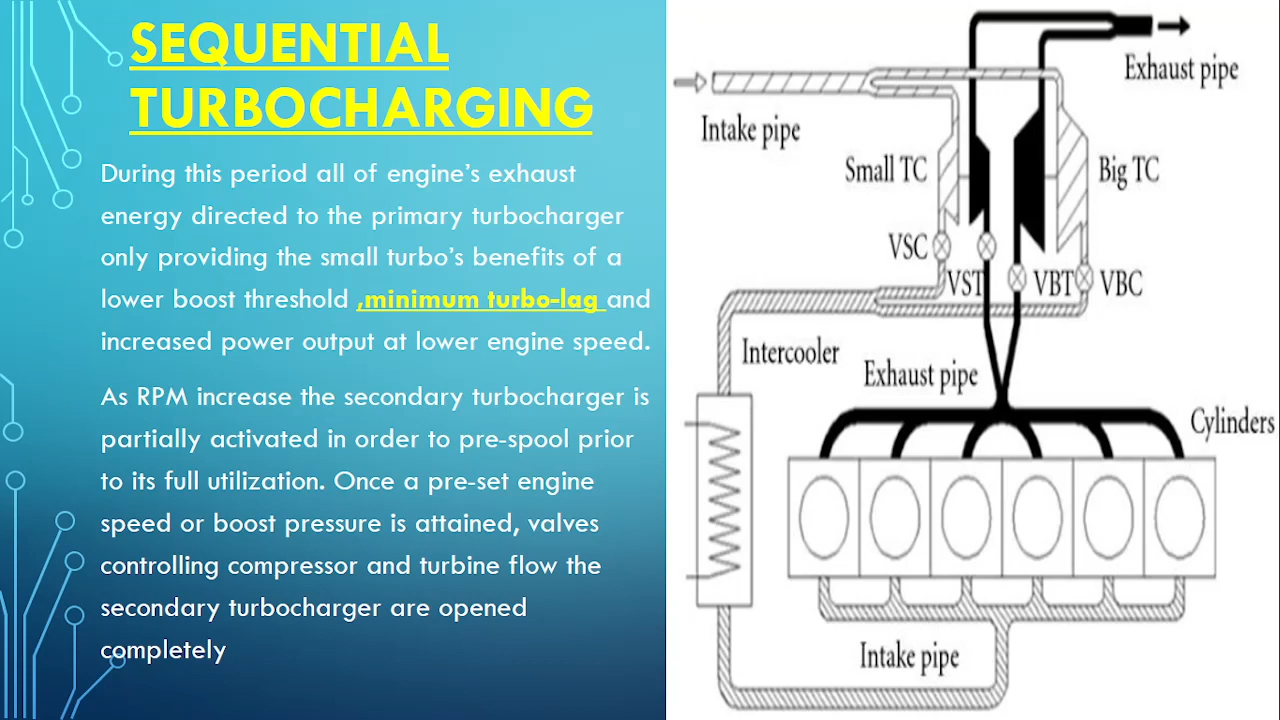 SEQUENTIAL
TURBOCHARGING
During this period all of engine's exhaust
energy directed to the primary turbocharger
only providing the small turbo's benefits of a
lower boost threshold ,minimum turbo-lag and
increased power output at lower engine speed.
As RPM increase the secondary turbocharger is
partially activated in order to pre-spool prior
to its full utilization. Once a pre-set engine
speed or boost pressure is attained, valves
controlling compressor and turbine flow the
secondary turbocharger are opened
completely
Exhaust pipe
Intake pipe
Small TC
Big TC
VSC
VST
VBT
VBC
Intercooler
Exhaust pipe
Cylinders
Intake pipe